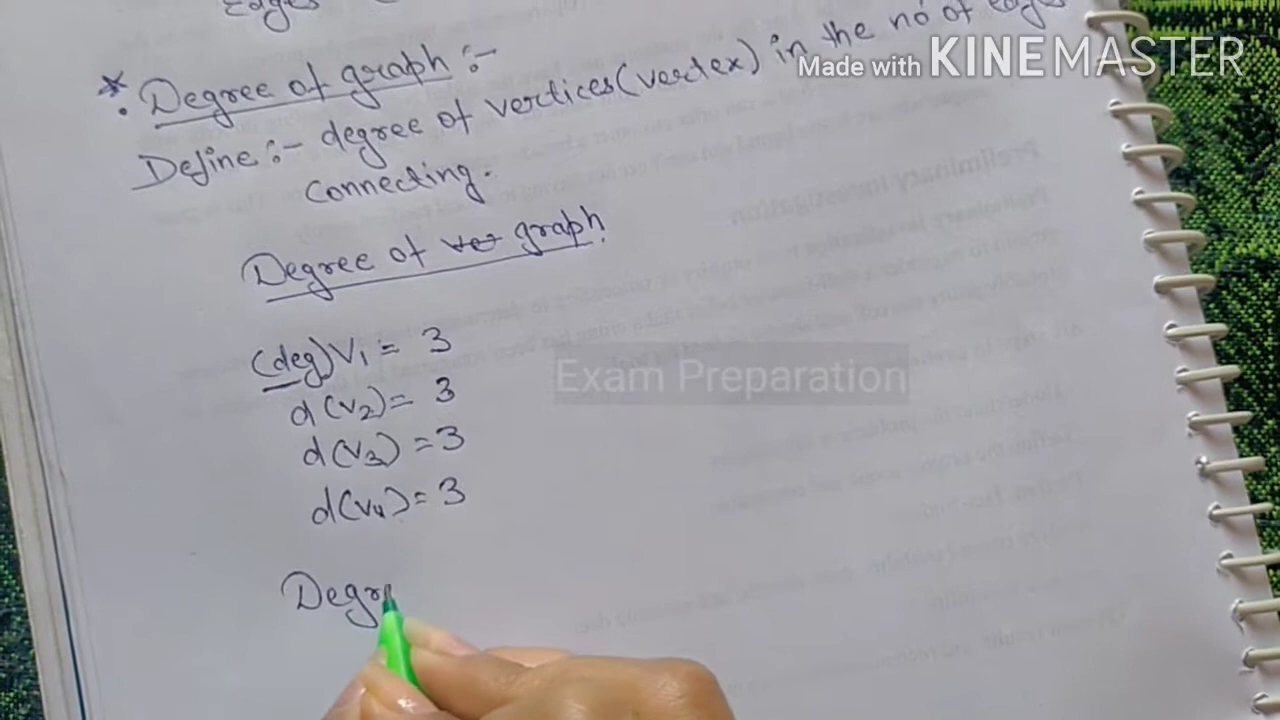 Edges
*. Degree of graph :-
Define :- degree of vertices (vertex) in the no of edges
Connecting.
Degree of ver graph.
(deg) V1 = 3
d(V2) = 3
d(V3) = 3
d(V4) = 3
Degr
Made with KINEMASTER
Exam Preparation